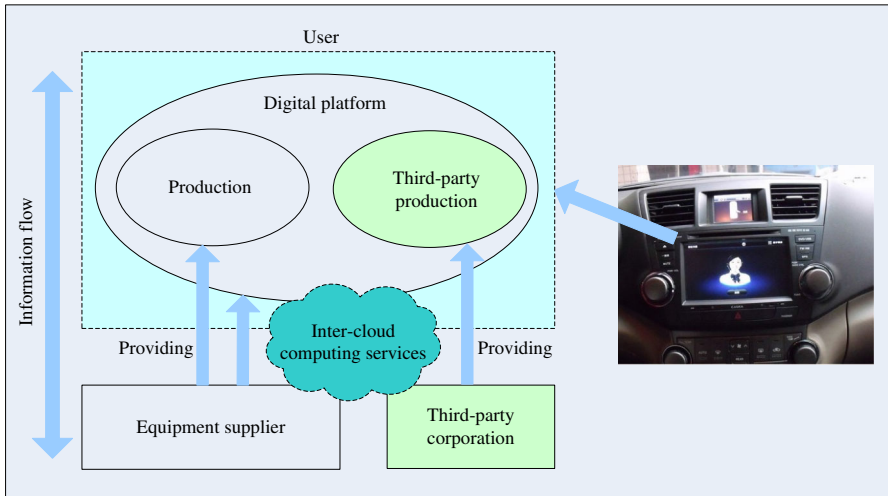 User
Digital platform
Production
Third-party
production
Information flow
Inter-cloud
computing services
Providing
Providing
Equipment supplier
Third-party
corporation